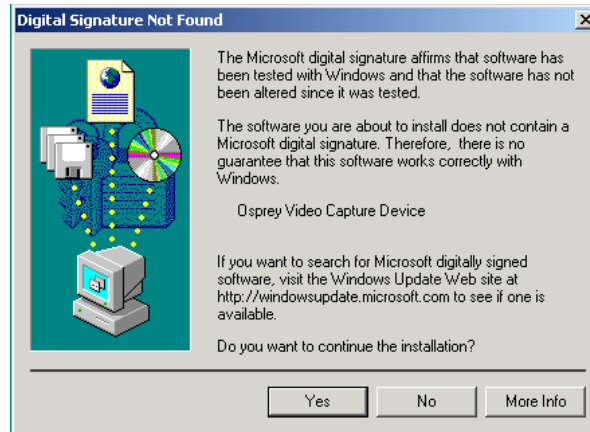 Digital Signature Not Found
The Microsoft digital signature affirms that software has
been tested with Windows and that the software has not
been altered since it was tested.
The software you are about to install does not contain a
Microsoft digital signature. Therefore, there is no
guarantee that this software works correctly with
Windows.
Osprey Video Capture Device
If you want to search for Microsoft digitally signed
software, visit the Windows Update Web site at
http://windowsupdate.microsoft.com to see if one is
available.
Do you want to continue the installation?
Yes No More Info